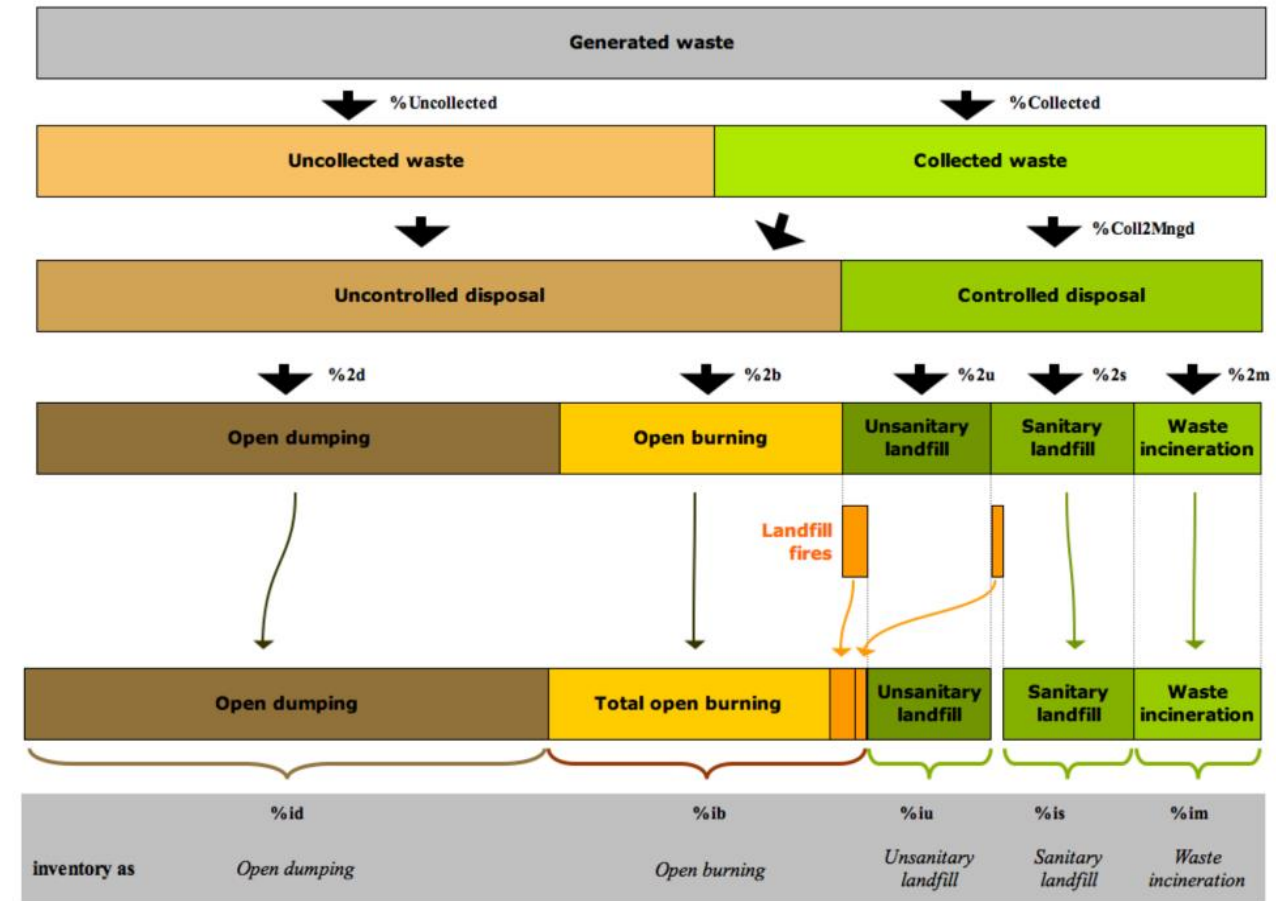 Generated waste
%Uncollected
%Collected
Uncollected waste
Collected waste
%Coll2Mngd
Uncontrolled disposal
Controlled disposal
%2d
%2b
%2u
%2s
%2m
Open dumping
Open burning
Unsanitary
landfill
Sanitary
landfill
Waste
incineration
Landfill
fires
Open dumping
Total open burning
Unsanitary
landfill
Sanitary
landfill
Waste
incineration
%id
%ib
%iu
%is
%im
inventory as
Open dumping
Open burning
Unsanitary
landfill
Sanitary
landfill
Waste
incineration